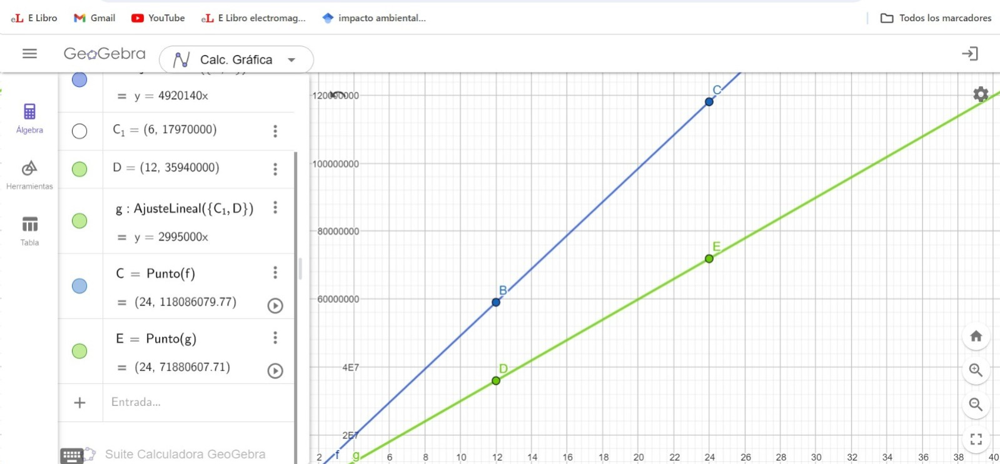 eL E Libro
Gmail
YouTube
eL E Libro electromag...
impacto ambiental...
Todos los marcadores
GeoGebra
Calc. Gráfica
= y = 4920140x
Álgebra
C₁ = (6, 17970000)
D = (12, 35940000)
Herramientas
g : AjusteLineal({C₁, D})
= y = 2995000x
Tabla
C = Punto(f)
= (24, 118086079.77)
E = Punto(g)
= (24, 71880607.71)
Entrada...
Suite Calculadora GeoGebra
120000000
100000000
80000000
60000000
4E7
2E7
C
B
E
D
f
g
2 6 8 10 12 14 16 18 20 22 24 26 28 30 32 34 36 38 40